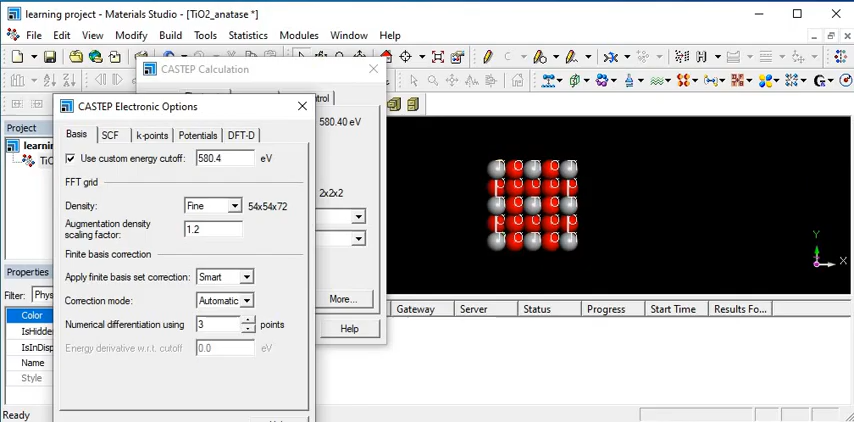 learning project - Materials Studio - [TiO2_anatase *]
File Edit View Modify Build Tools Statistics Modules Window Help
CASTEP Calculation
CASTEP Electronic Options
Project
Basis SCF k-points Potentials DFT-D
580.40 eV
Use custom energy cutoff: 580.4 eV
FFT grid
2x2x2
Density: Fine 54x54x72
Augmentation density
scaling factor: 1.2
Finite basis correction
Apply finite basis set correction: Smart
Correction mode: Automatic
More...
Numerical differentiation using 3 points
Help
Energy derivative w.r.t. cutoff 0.0 eV
Properties
Filter:
Color
Name
Style
Gateway Server Status Progress Start Time Results Fo...
Y
X
Ready